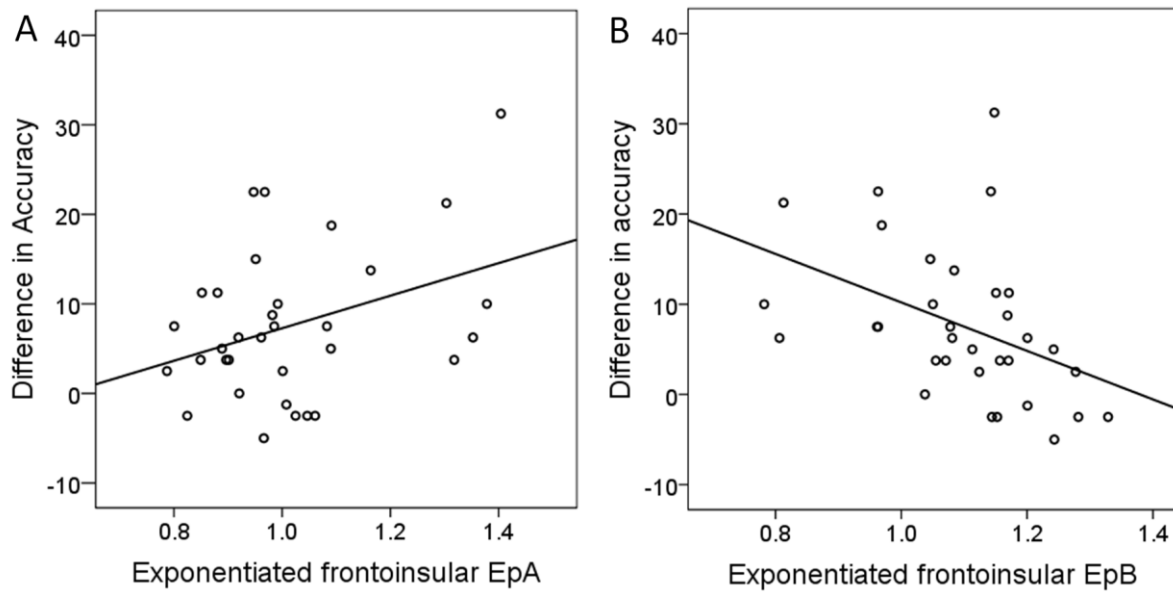 A
Difference in Accuracy
40
30
20
10
0
-10
0.8 1.0 1.2 1.4
Exponentiated frontoinsular EpA
B
Difference in accuracy
40
30
20
10
0
-10
0.8 1.0 1.2 1.4
Exponentiated frontoinsular EpB